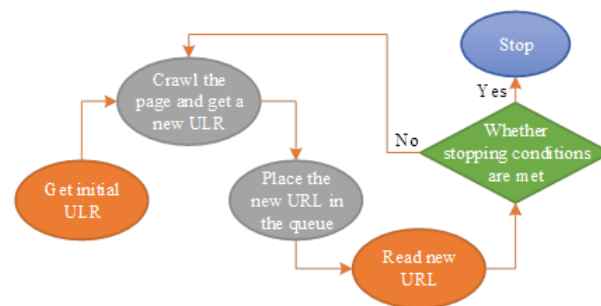 Get initial
ULR
Crawl the
page and get a
new ULR
Place the
new URL in
the queue
Read new
URL
Whether
stopping conditions
are met
No
Yes
Stop